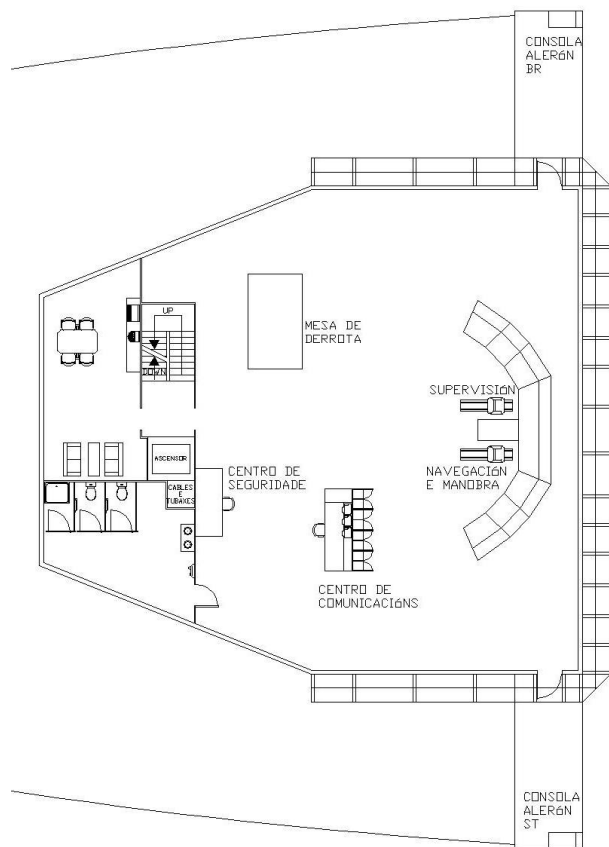 CONSOLA
ALERÓN
BR
UP
DOWN
MESA DE
DERROTA
SUPERVISIÓN
ASCENSOR
CENTRO DE
SEGURIDADE
NAVEGACIÓN
E MANOBRA
CABLES
E
TUBAXES
CENTRO DE
COMUNICACIÓNS
CONSOLA
ALERÓN
ST